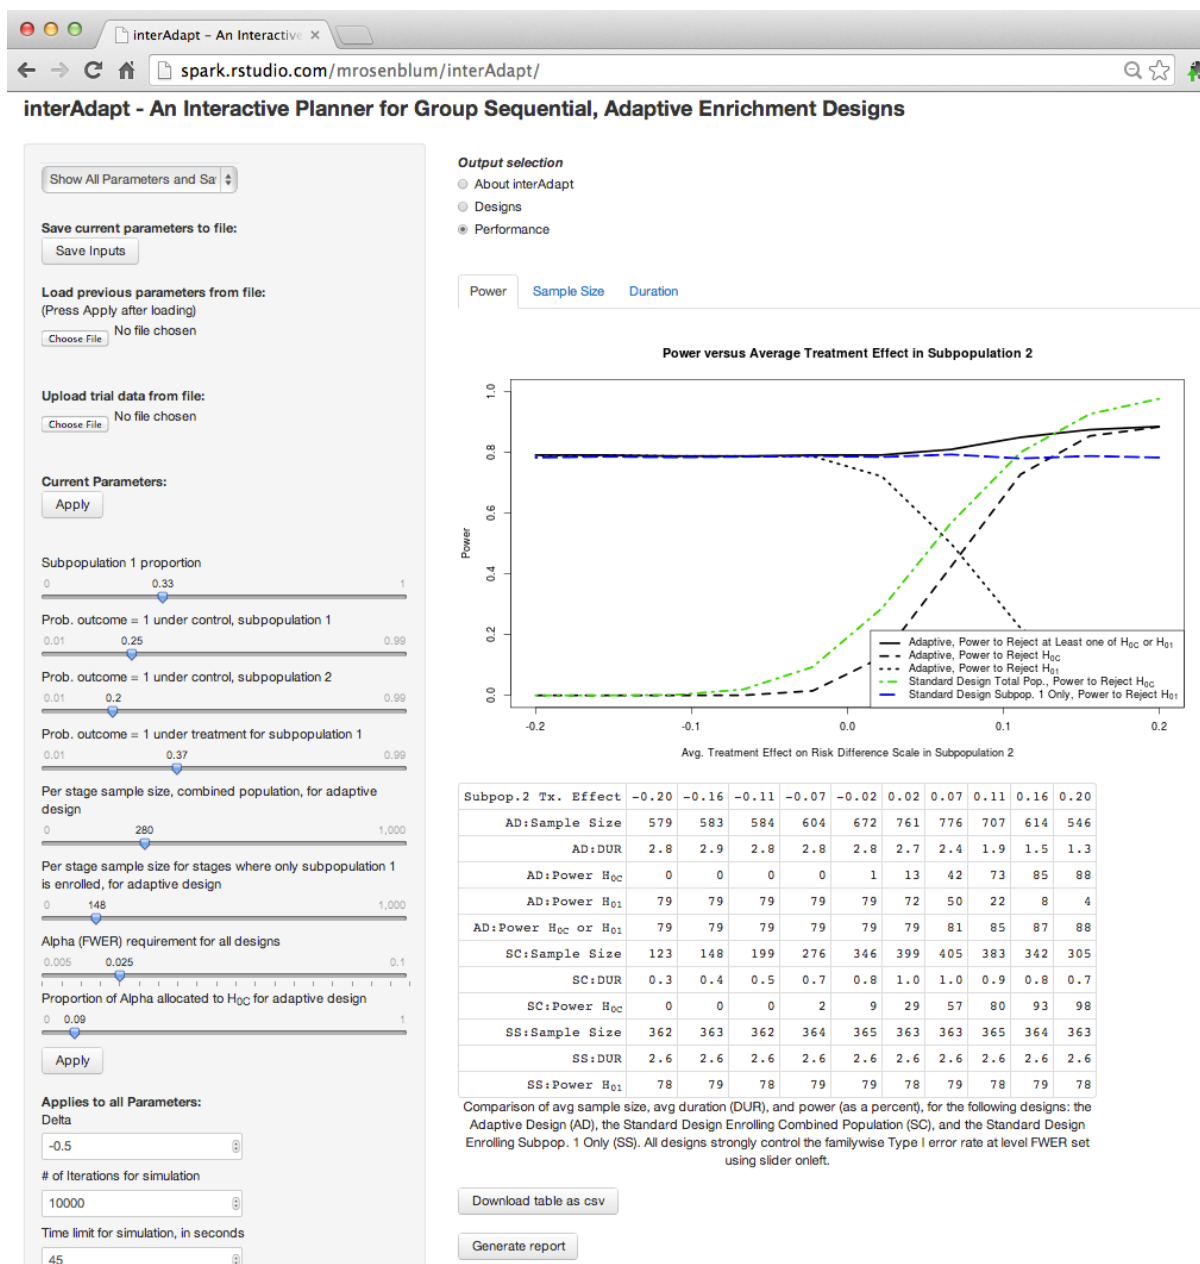 interAdapt – An Interactive
spark.rstudio.com/mrosenblum/interAdapt/
interAdapt - An Interactive Planner for Group Sequential, Adaptive Enrichment Designs
Show All Parameters and Sa
Save current parameters to file:
Save Inputs
Load previous parameters from file:
(Press Apply after loading)
Choose File No file chosen
Upload trial data from file:
Choose File No file chosen
Current Parameters:
Apply
Subpopulation 1 proportion
0 0.33 1
Prob. outcome = 1 under control, subpopulation 1
0.01 0.25 0.99
Prob. outcome = 1 under control, subpopulation 2
0.01 0.2 0.99
Prob. outcome = 1 under treatment for subpopulation 1
0.01 0.37 0.99
Per stage sample size, combined population, for adaptive
design
0 280 1,000
Per stage sample size for stages where only subpopulation 1
is enrolled, for adaptive design
0 148 1,000
Alpha (FWER) requirement for all designs
0.005 0.025 0.1
Proportion of Alpha allocated to H0C for adaptive design
0 0.09 1
Apply
Applies to all Parameters:
Delta
-0.5
# of Iterations for simulation
10000
Time limit for simulation, in seconds
45
Output selection
About interAdapt
Designs
Performance
Power Sample Size Duration
Power versus Average Treatment Effect in Subpopulation 2
Power
1.0
0.8
0.6
0.4
0.2
0.0
Adaptive, Power to Reject at Least one of H0C or H01
Adaptive, Power to Reject H0C
Adaptive, Power to Reject H01
Standard Design Total Pop., Power to Reject H0C
Standard Design Subpop. 1 Only, Power to Reject H01
-0.2 -0.1 0.0 0.1 0.2
Avg. Treatment Effect on Risk Difference Scale in Subpopulation 2
Subpop.2 Tx. Effect -0.20 -0.16 -0.11 -0.07 -0.02 0.02 0.07 0.11 0.16 0.20
AD:Sample Size 579 583 584 604 672 761 776 707 614 546
AD:DUR 2.8 2.9 2.8 2.8 2.8 2.7 2.4 1.9 1.5 1.3
AD:Power H0C 0 0 0 0 1 13 42 73 85 88
AD:Power H01 79 79 79 79 79 72 50 22 8 4
AD:Power H0C or H01 79 79 79 79 79 79 81 85 87 88
SC:Sample Size 123 148 199 276 346 399 405 383 342 305
SC:DUR 0.3 0.4 0.5 0.7 0.8 1.0 1.0 0.9 0.8 0.7
SC:Power H0C 0 0 0 2 9 29 57 80 93 98
SS:Sample Size 362 363 362 364 365 363 363 365 364 363
SS:DUR 2.6 2.6 2.6 2.6 2.6 2.6 2.6 2.6 2.6 2.6
SS:Power H01 78 79 78 79 79 78 79 78 79 78
Comparison of avg sample size, avg duration (DUR), and power (as a percent), for the following designs: the
Adaptive Design (AD), the Standard Design Enrolling Combined Population (SC), and the Standard Design
Enrolling Subpop. 1 Only (SS). All designs strongly control the familywise Type I error rate at level FWER set
using slider onleft.
Download table as csv
Generate report